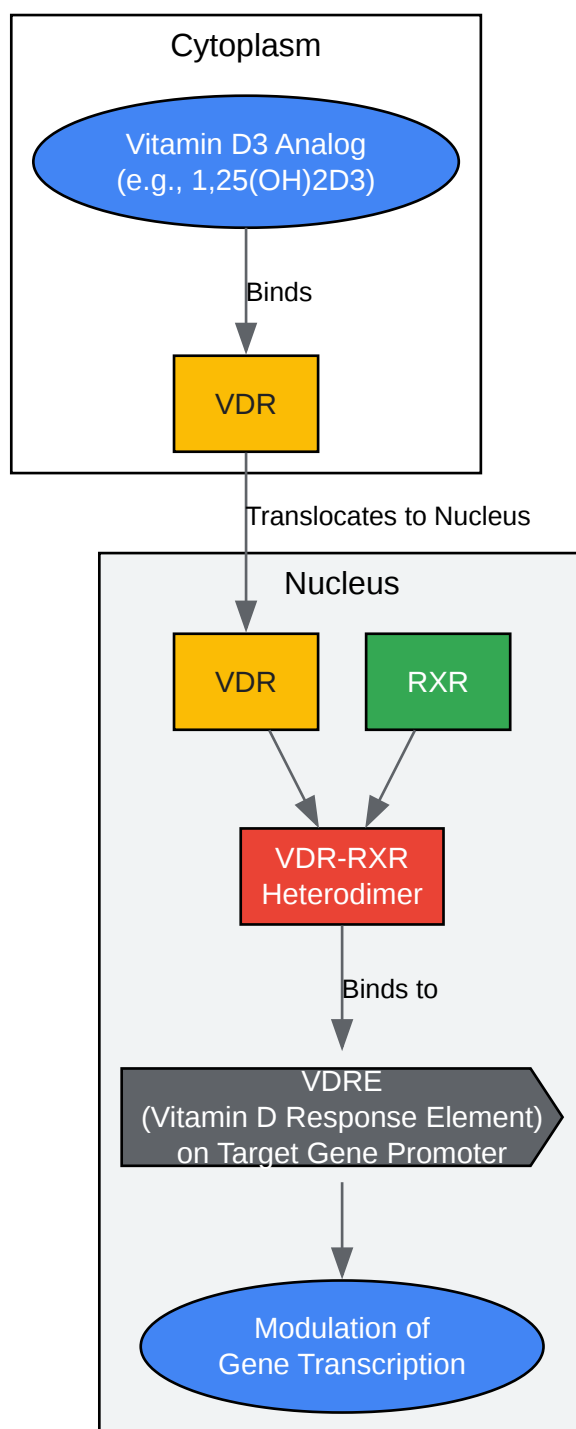 Cytoplasm
Vitamin D3 Analog
(e.g., 1,25(OH)2D3)
Binds
VDR
Translocates to Nucleus
Nucleus
VDR
RXR
VDR-RXR
Heterodimer
Binds to
VDRE
(Vitamin D Response Element)
on Target Gene Promoter
Modulation of
Gene Transcription